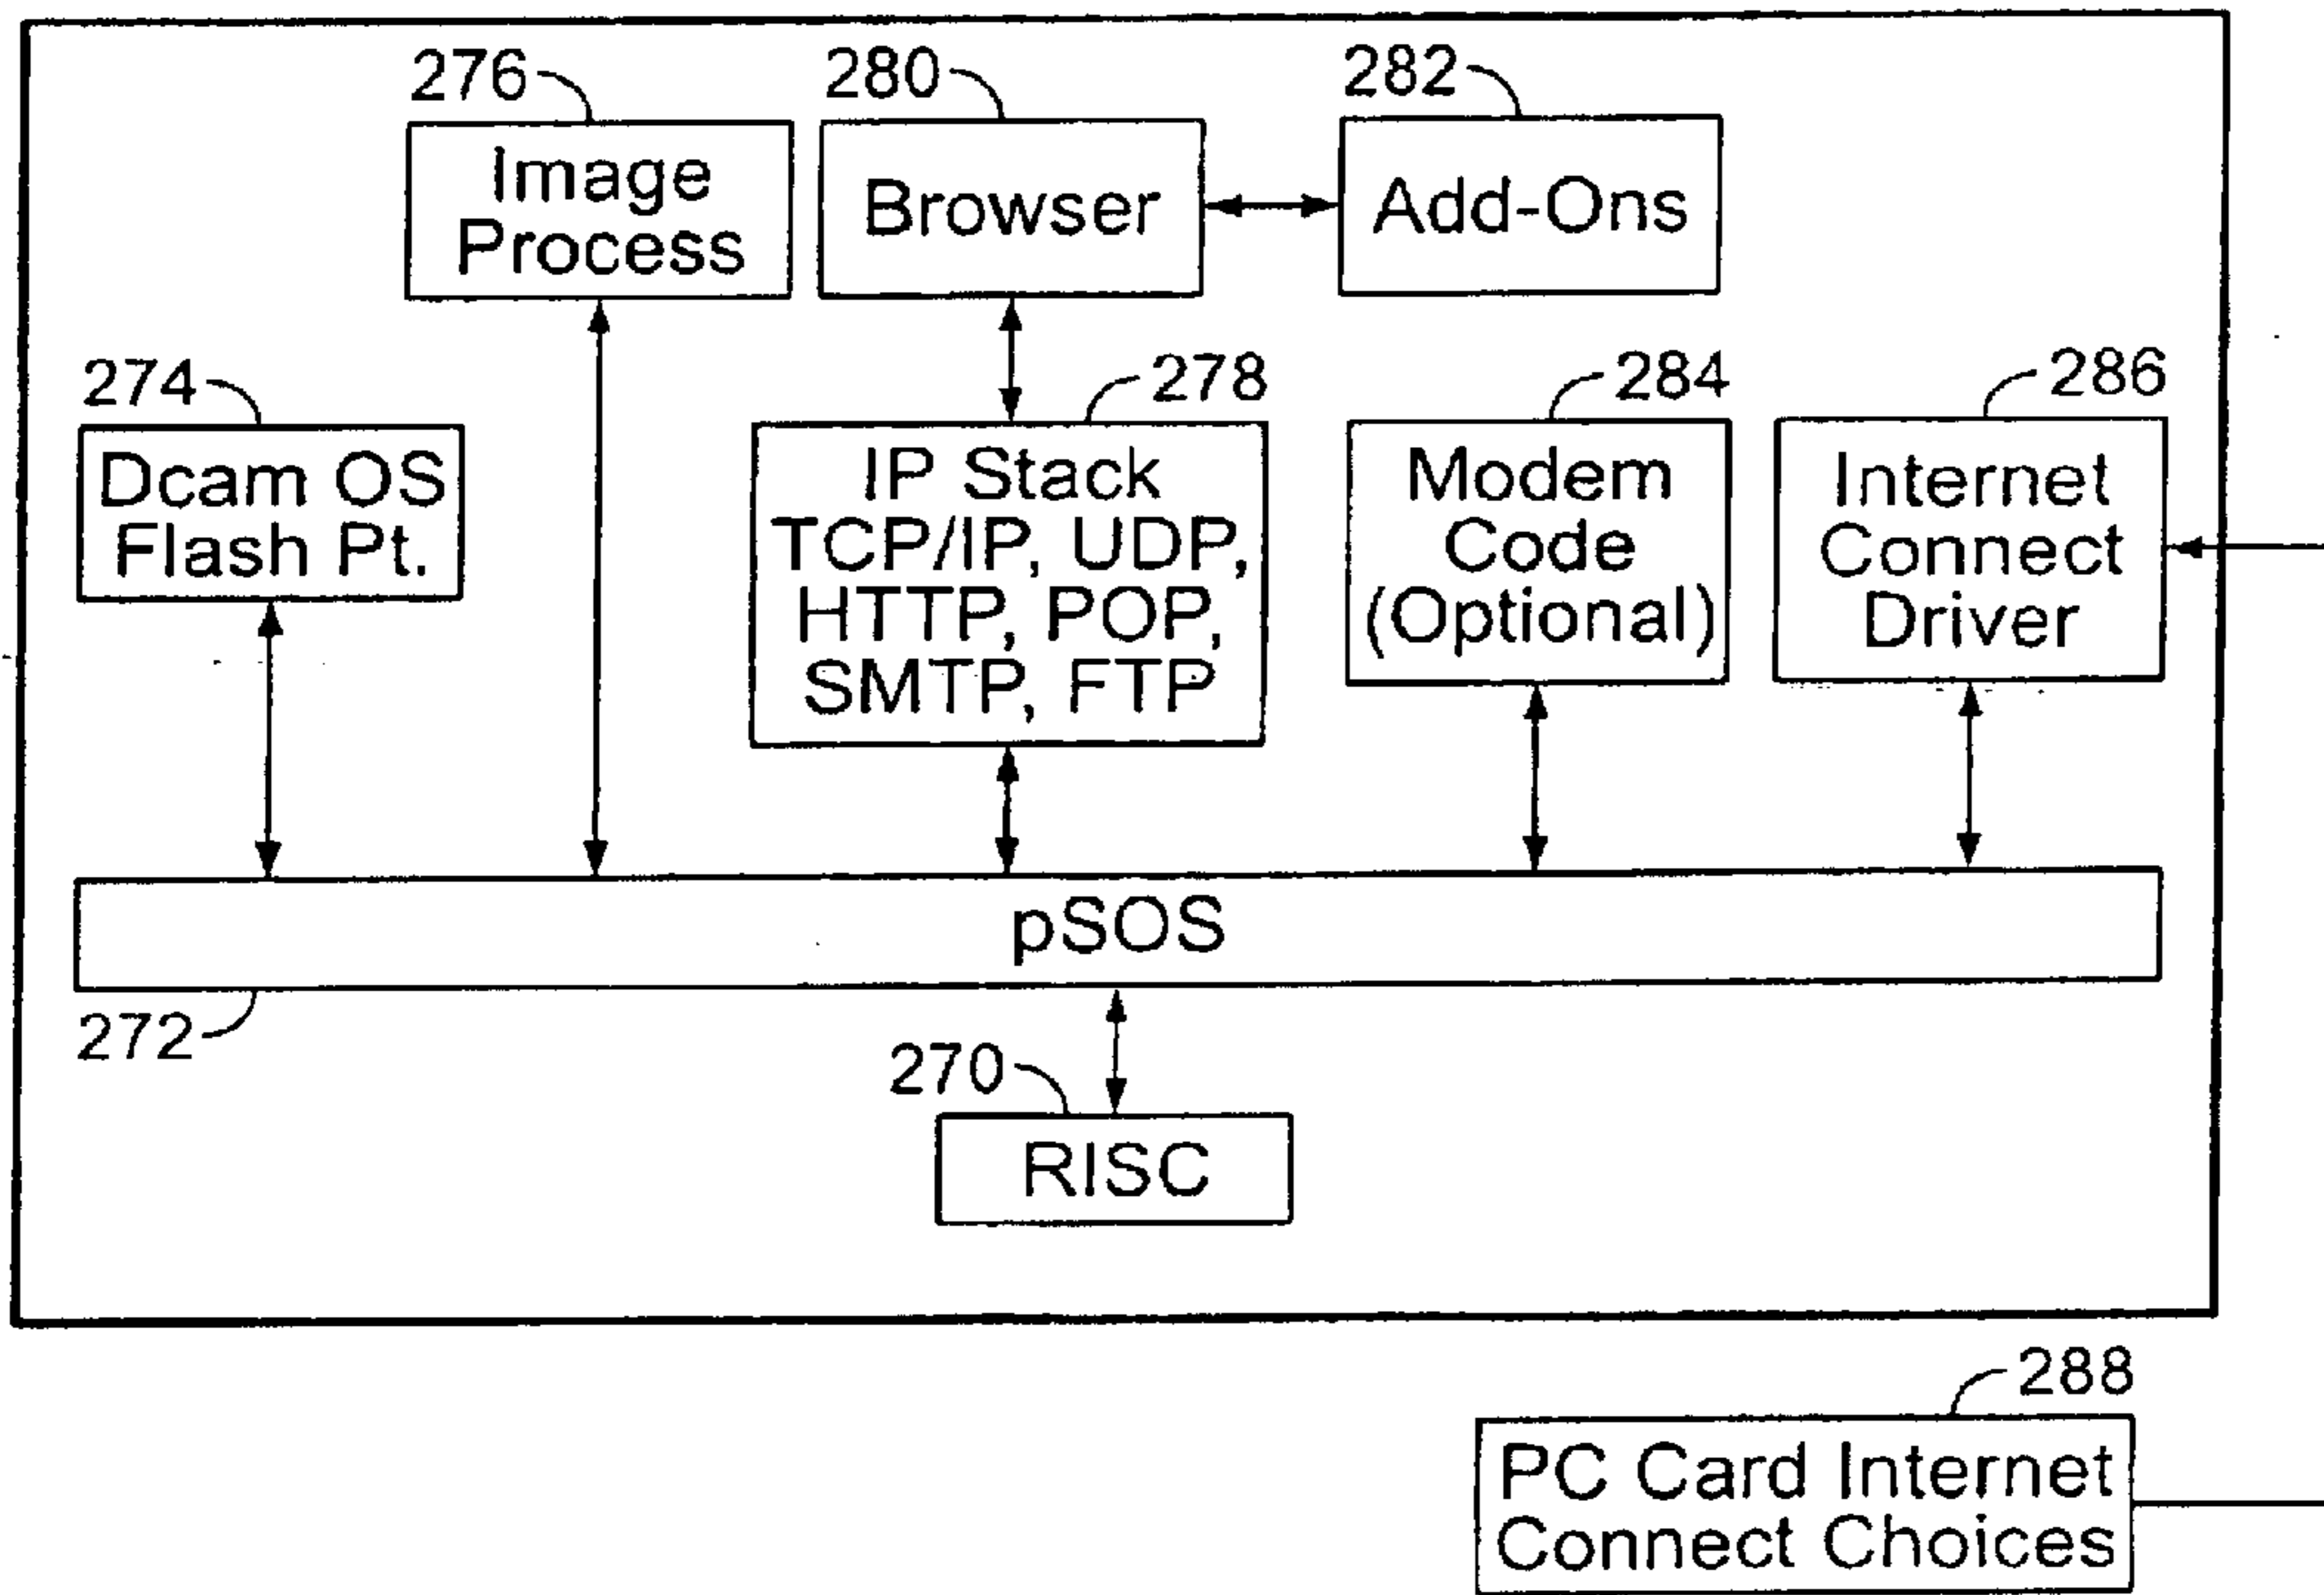 276
280
282
Image
Process
Browser
Add-Ons
274
278
284
286
Dcam OS
Flash Pt.
IP Stack
TCP/IP, UDP,
HTTP, POP,
SMTP, FTP
Modem
Code
(Optional)
Internet
Connect
Driver
pSOS
272
270
RISC
288
PC Card Internet
Connect Choices